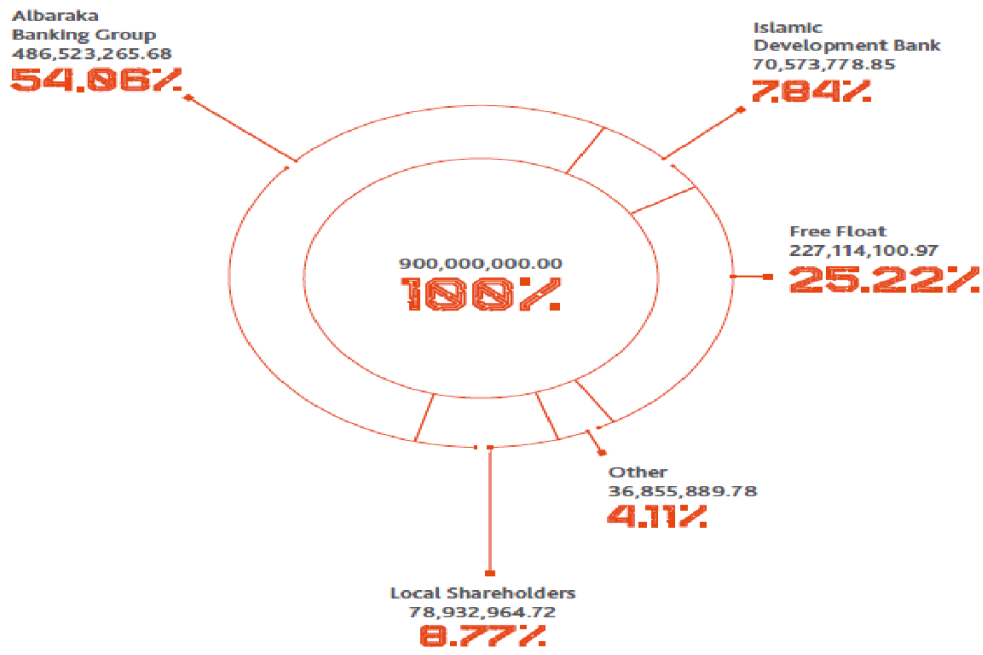 Albaraka
Banking Group
486,523,265.68
54.06%
Islamic
Development Bank
70,573,778.85
7.84%
Free Float
227,114,100.97
25.22%
900,000,000.00
100%
Other
36,855,889.78
4.11%
Local Shareholders
78,932,964.72
8.77%